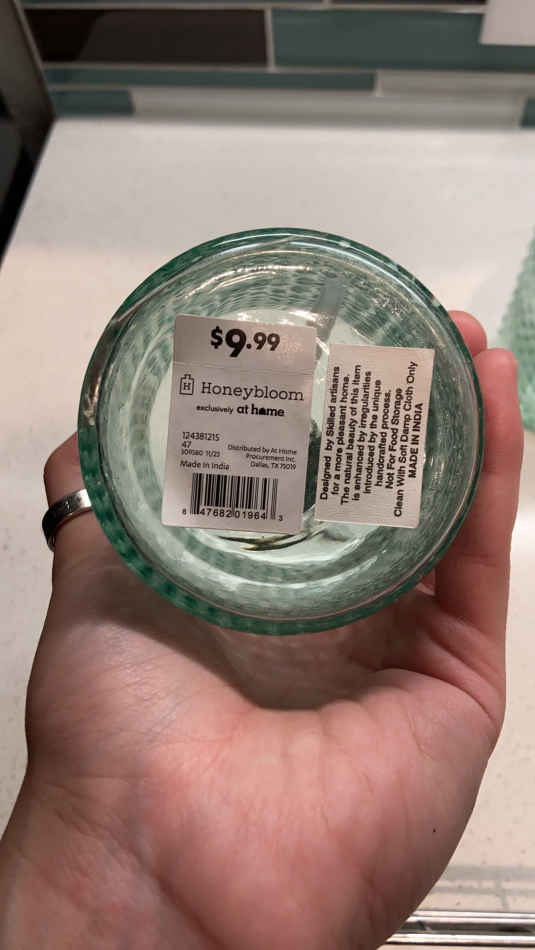 $9.99
H
Honeybloom
exclusively at home
124381215
47
509080 11/23
Made In India
Distributed by At Home
Procurement Inc.
Dallas, TX 75019
8 47682 01964 3
Designed by Skilled artisans
for a more pleasant home.
The natural beauty of this item
is enhanced by irregularities
introduced by the unique
handcrafted process.
Not For Food Storage
Clean With Soft Damp Cloth Only
MADE IN INDIA